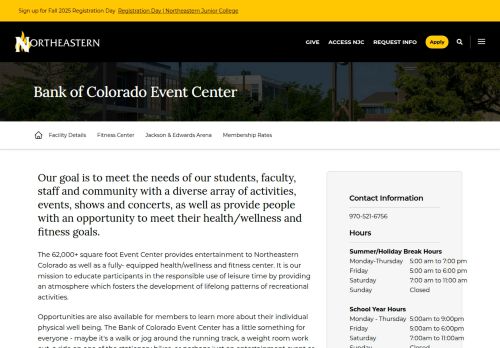 Sign up for Fall 2025 Registration Day Registration Day | Northeastern Junior College
NORTHEASTERN
GIVE ACCESS NJC REQUEST INFO Apply
Bank of Colorado Event Center
Facility Details Fitness Center Jackson & Edwards Arena Membership Rates
Our goal is to meet the needs of our students, faculty,
staff and community with a diverse array of activities,
events, shows and concerts, as well as provide people
with an opportunity to meet their health/wellness and
fitness goals.
The 62,000+ square foot Event Center provides entertainment to Northeastern
Colorado as well as a fully- equipped health/wellness and fitness center. It is our
mission to educate participants in the responsible use of leisure time by providing
an atmosphere which fosters the development of lifelong patterns of recreational
activities.
Opportunities are also available for members to learn more about their individual
physical well being. The Bank of Colorado Event Center has a little something for
everyone - maybe it's a walk or jog around the running track, a weight room work
Contact Information
970-521-6756
Hours
Summer/Holiday Break Hours
Monday-Thursday 5:00 am to 7:00 pm
Friday 5:00 am to 6:00 pm
Saturday 7:00 am to 11:00 am
Sunday Closed
School Year Hours
Monday - Thursday 5:00am to 9:00pm
Friday 5:00am to 6:00pm
Saturday 7:00am to 11:00am
Sunday Closed